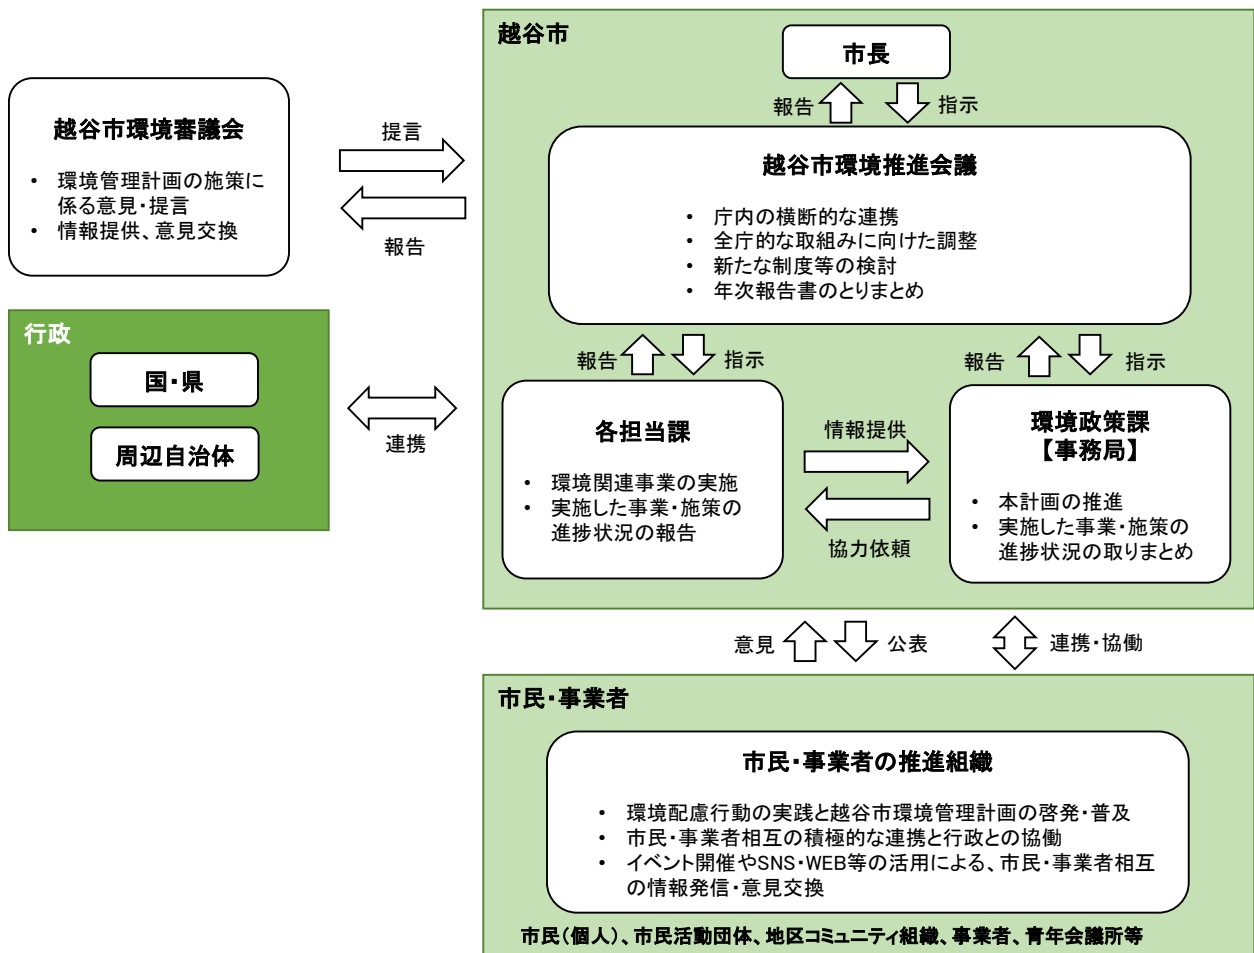 越谷市
市長
報告
指示
越谷市環境審議会
• 環境管理計画の施策に
係る意見・提言
• 情報提供、意見交換
提言
報告
越谷市環境推進会議
• 庁内の横断的な連携
• 全庁的な取組みに向けた調整
• 新たな制度等の検討
• 年次報告書のとりまとめ
行政
国・県
周辺自治体
連携
報告
指示
報告
指示
各担当課
• 環境関連事業の実施
• 実施した事業・施策の
進捗状況の報告
情報提供
協力依頼
環境政策課
【事務局】
• 本計画の推進
• 実施した事業・施策の
進捗状況の取りまとめ
意見
公表
連携・協働
市民・事業者
市民・事業者の推進組織
• 環境配慮行動の実践と越谷市環境管理計画の啓発・普及
• 市民・事業者相互の積極的な連携と行政との協働
• イベント開催やSNS・WEB等の活用による、市民・事業者相互
の情報発信・意見交換
市民(個人)、市民活動団体、地区コミュニティ組織、事業者、青年会議所等